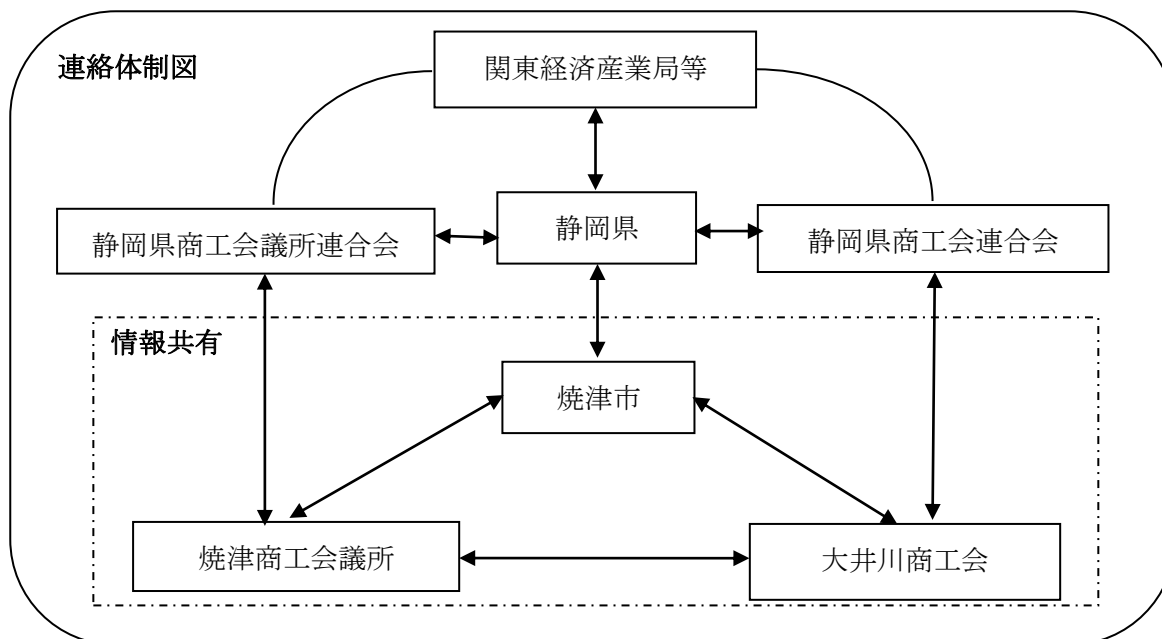 連絡体制図
関東経済産業局等
静岡県商工会議所連合会
静岡県
静岡県商工会連合会
情報共有
焼津市
焼津商工会議所
大井川商工会